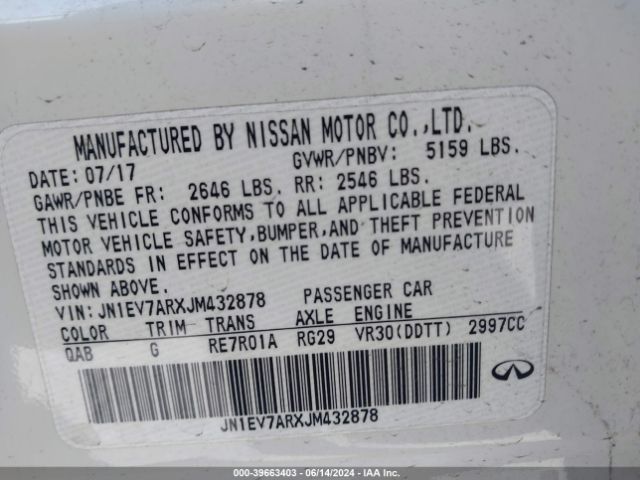 MANUFACTURED BY NISSAN MOTOR CO.,LTD.
DATE: 07/17 GVWR/PNBV: 5159 LBS.
GAWR/PNBE FR: 2646 LBS. RR: 2546 LBS.
THIS VEHICLE CONFORMS TO ALL APPLICABLE FEDERAL
MOTOR VEHICLE SAFETY,BUMPER,AND THEFT PREVENTION
STANDARDS IN EFFECT ON THE DATE OF MANUFACTURE
SHOWN ABOVE.
VIN: JN1EV7ARXJM432878 PASSENGER CAR
COLOR TRIM TRANS AXLE ENGINE
QAB G RE7R01A RG29 VR30(DDTT) 2997CC
JN1EV7ARXJM432878
000-39663403 - 06/14/2024 - IAA Inc.